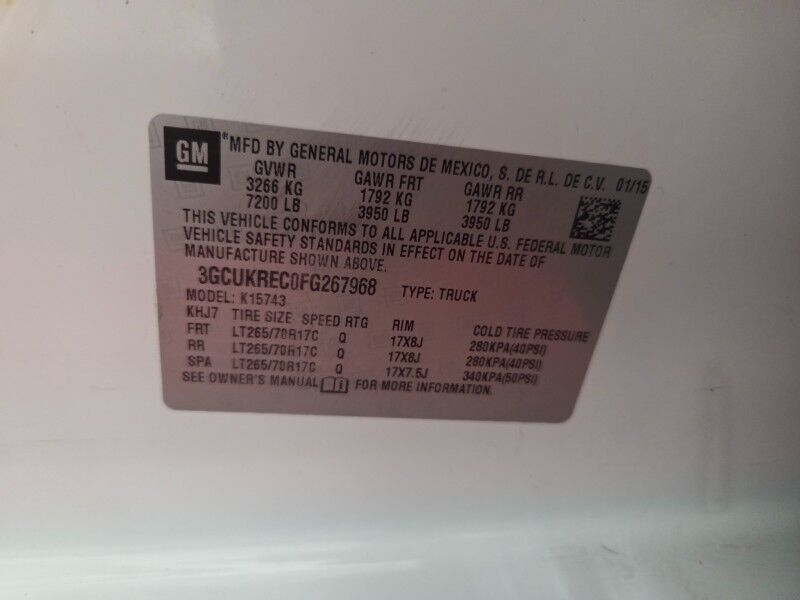 GM
®MFD BY GENERAL MOTORS DE MEXICO, S. DE R.L. DE C.V. 01/15
GVWR GAWR FRT GAWR RR
3266 KG 1792 KG 1792 KG
7200 LB 3950 LB 3950 LB
THIS VEHICLE CONFORMS TO ALL APPLICABLE U.S. FEDERAL MOTOR
VEHICLE SAFETY STANDARDS IN EFFECT ON THE DATE OF
MANUFACTURE SHOWN ABOVE.
3GCUKREC0FG267968 TYPE: TRUCK
MODEL: K15743
KHJ7 TIRE SIZE SPEED RTG RIM COLD TIRE PRESSURE
FRT LT265/70R17C Q 17X8J 280KPA(40PSI)
RR LT265/70R17C Q 17X8J 280KPA(40PSI)
SPA LT265/70R17C Q 17X7.5J 340KPA(50PSI)
SEE OWNER'S MANUAL i FOR MORE INFORMATION.